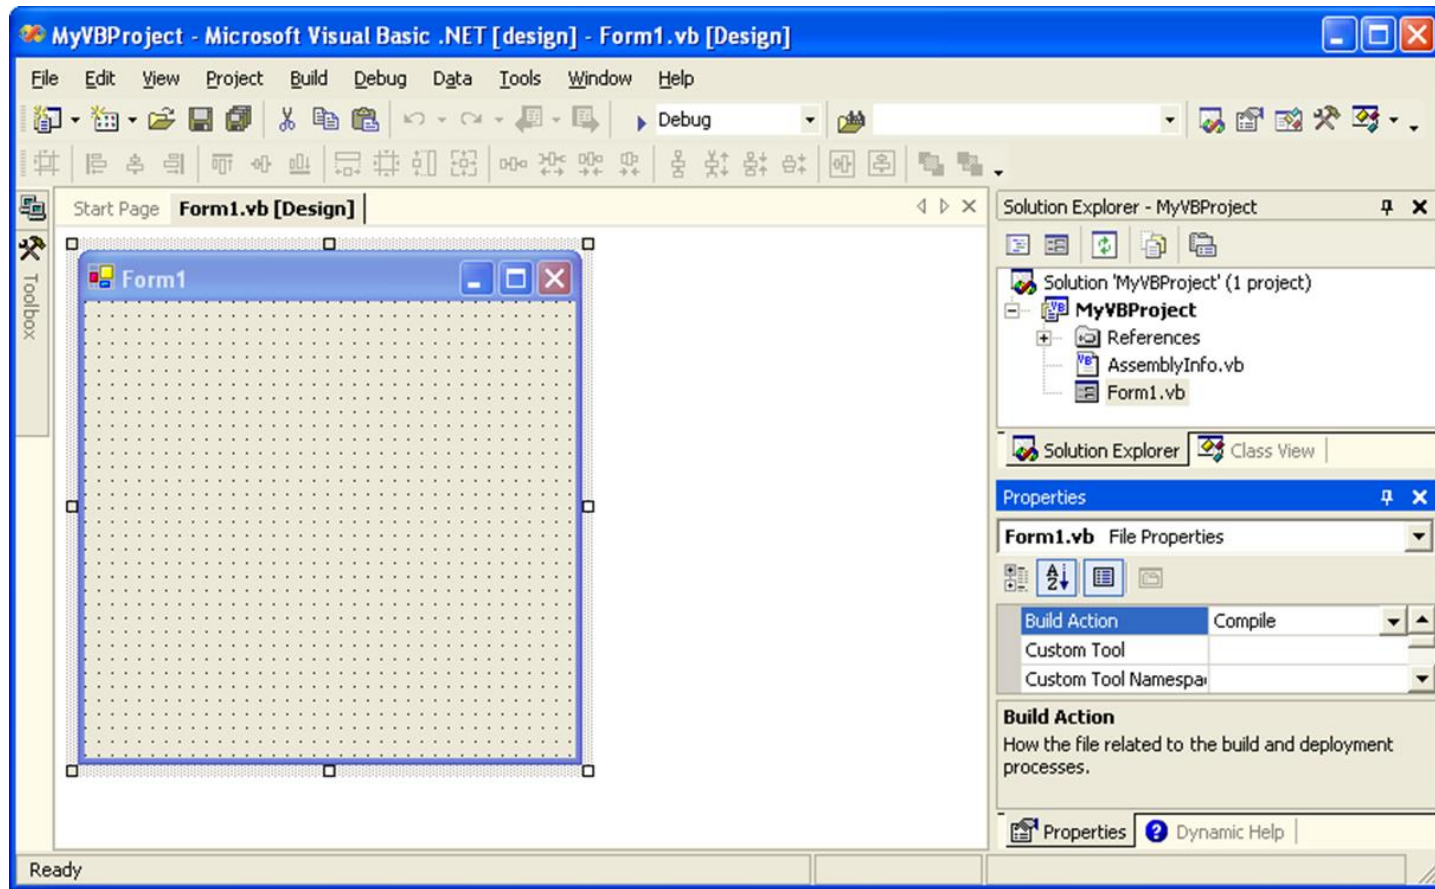 MyVBProject - Microsoft Visual Basic .NET [design] - Form1.vb [Design]
File Edit View Project Build Debug Data Tools Window Help
Debug
Start Page Form1.vb [Design]
Toolbox
Form1
Solution Explorer - MyVBProject
Solution 'MyVBProject' (1 project)
MyVBProject
References
AssemblyInfo.vb
Form1.vb
Solution Explorer Class View
Properties
Form1.vb File Properties
Build Action Compile
Custom Tool
Custom Tool Namespa
Build Action
How the file related to the build and deployment
processes.
Properties Dynamic Help
Ready